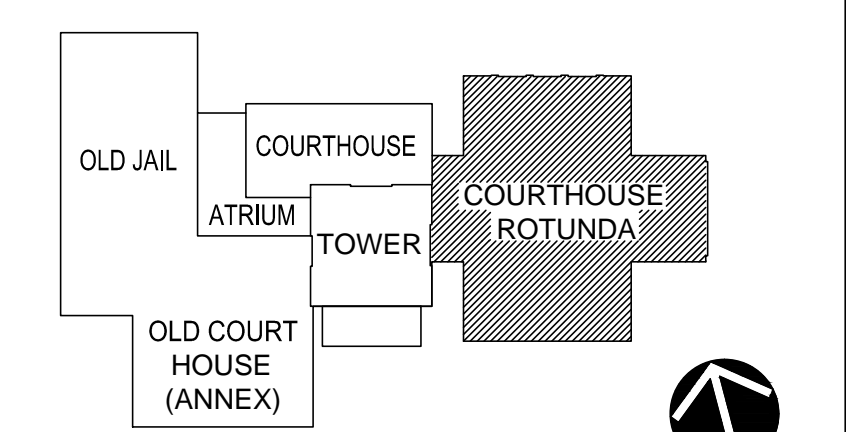 OLD JAIL
COURTHOUSE
ATRIUM
TOWER
COURTHOUSE
ROTUNDA
OLD COURT
HOUSE
(ANNEX)